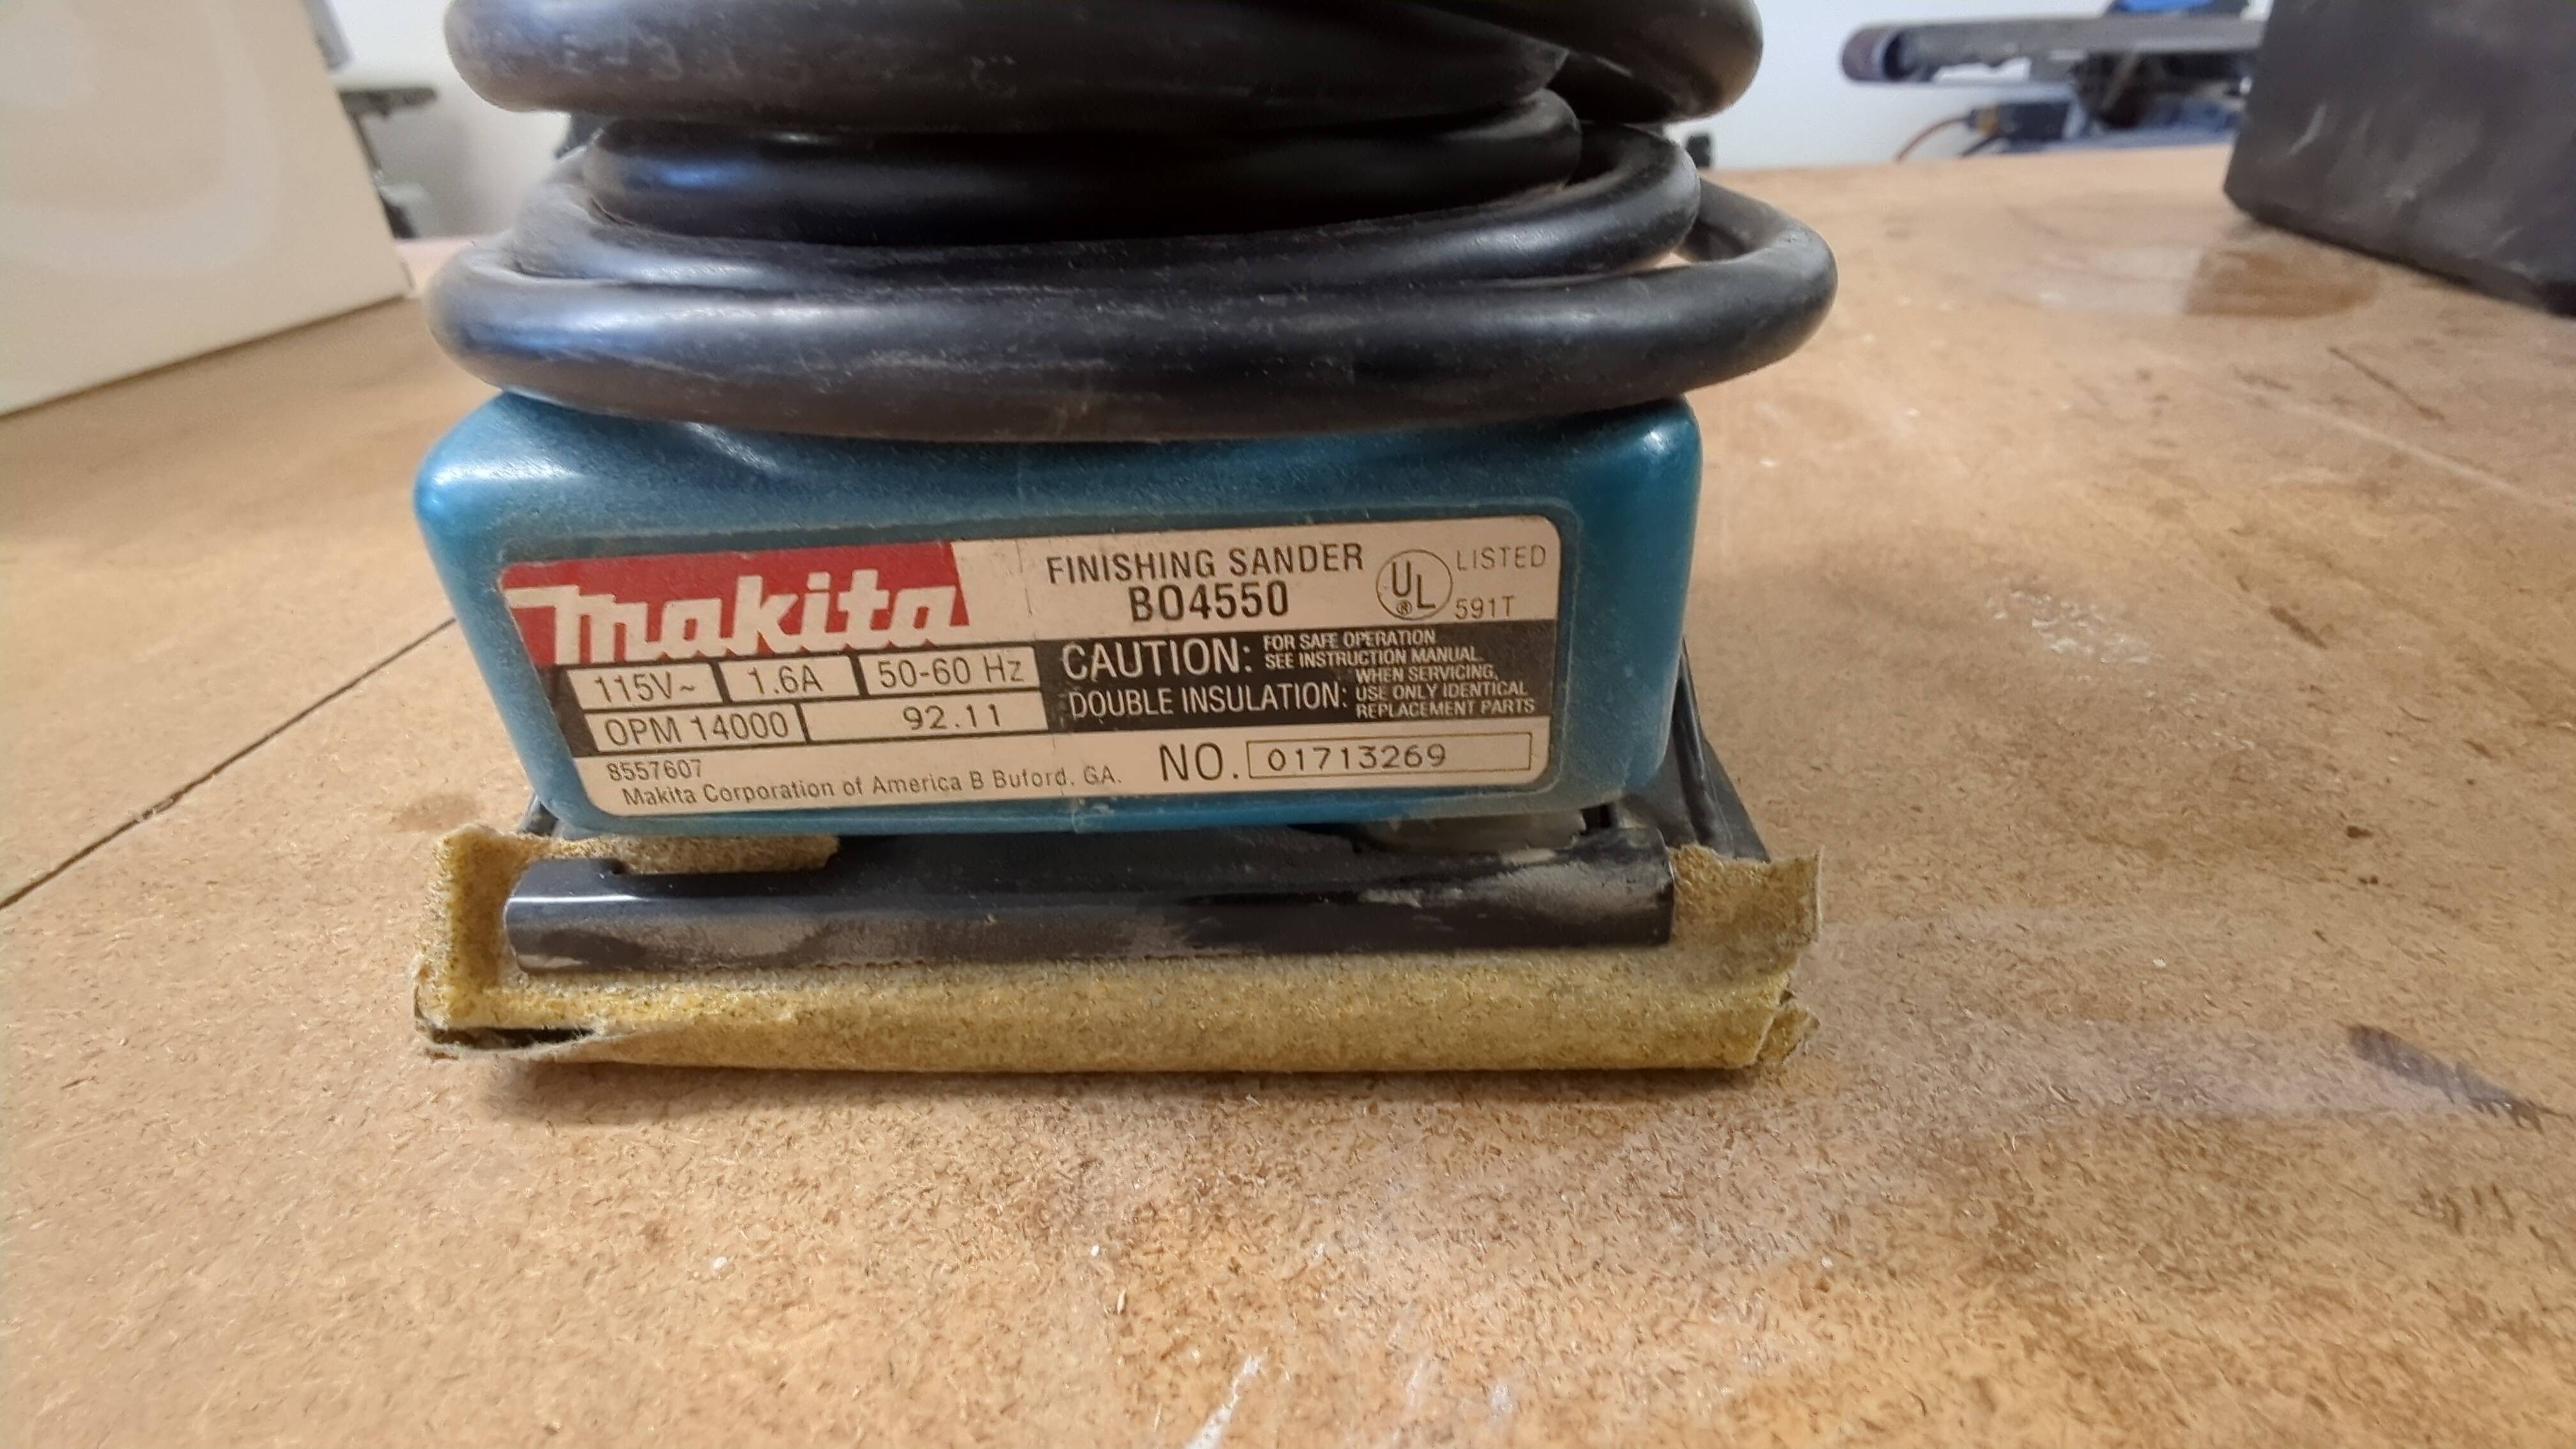 makita
FINISHING SANDER
BO4550
UL ®
LISTED
591T
115V~ 1.6A 50-60 Hz
OPM 14000 92.11
CAUTION: FOR SAFE OPERATION
SEE INSTRUCTION MANUAL.
DOUBLE INSULATION: WHEN SERVICING,
USE ONLY IDENTICAL
REPLACEMENT PARTS
8557607
Makita Corporation of America B Buford. GA.
NO. 01713269